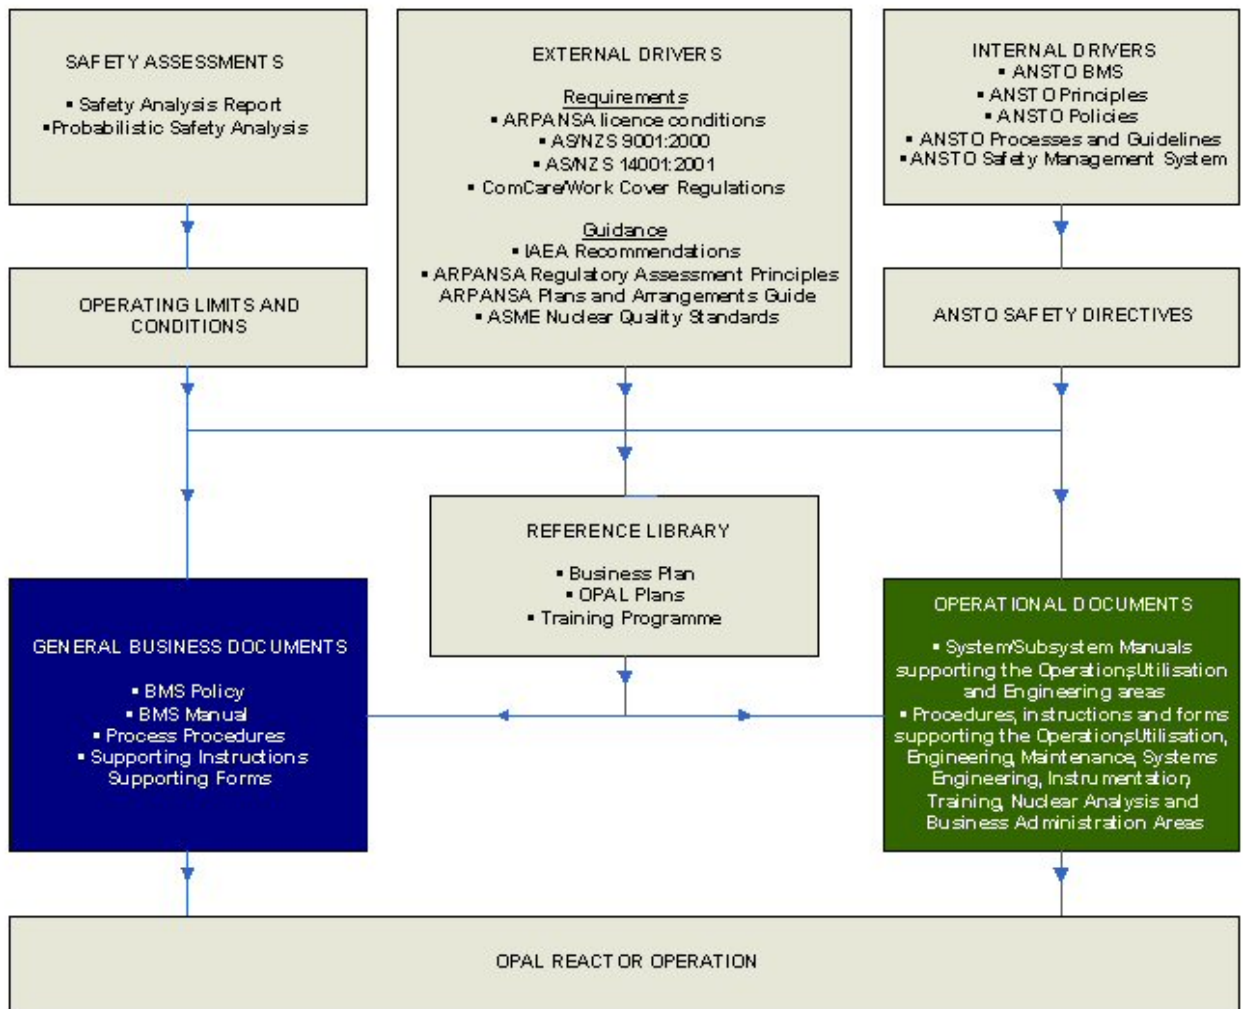 SAFETY ASSESSMENTS
▪ Safety Analysis Report
▪Probabilistic Safety Analysis
EXTERNAL DRIVERS
Requirements
▪ ARPANSA licence conditions
▪ AS/NZS 9001:2000
▪ AS/NZS 14001:2001
▪ ComCare/Work Cover Regulations
Guidance
▪ IAEA Recommendations
▪ ARPANSA Regulatory Assessment Principles
ARPANSA Plans and Arrangements Guide
▪ ASME Nuclear Quality Standards
INTERNAL DRIVERS
▪ ANSTO BMS
▪ ANSTO Principles
▪ ANSTO Policies
▪ ANSTO Processes and Guidelines
▪ ANSTO Safety Management System
OPERATING LIMITS AND
CONDITIONS
ANSTO SAFETY DIRECTIVES
REFERENCE LIBRARY
▪ Business Plan
▪ OPAL Plans
▪ Training Programme
GENERAL BUSINESS DOCUMENTS
▪ BMS Policy
▪ BMS Manual
▪ Process Procedures
▪ Supporting Instructions
Supporting Forms
OPERATIONAL DOCUMENTS
▪ System/Subsystem Manuals
supporting the Operations,Utilisation
and Engineering areas
▪ Procedures, instructions and forms
supporting the Operations,Utilisation,
Engineering, Maintenance, Systems
Engineering, Instrumentation,
Training, Nuclear Analysis and
Business Administration Areas
OPAL REACTOR OPERATION